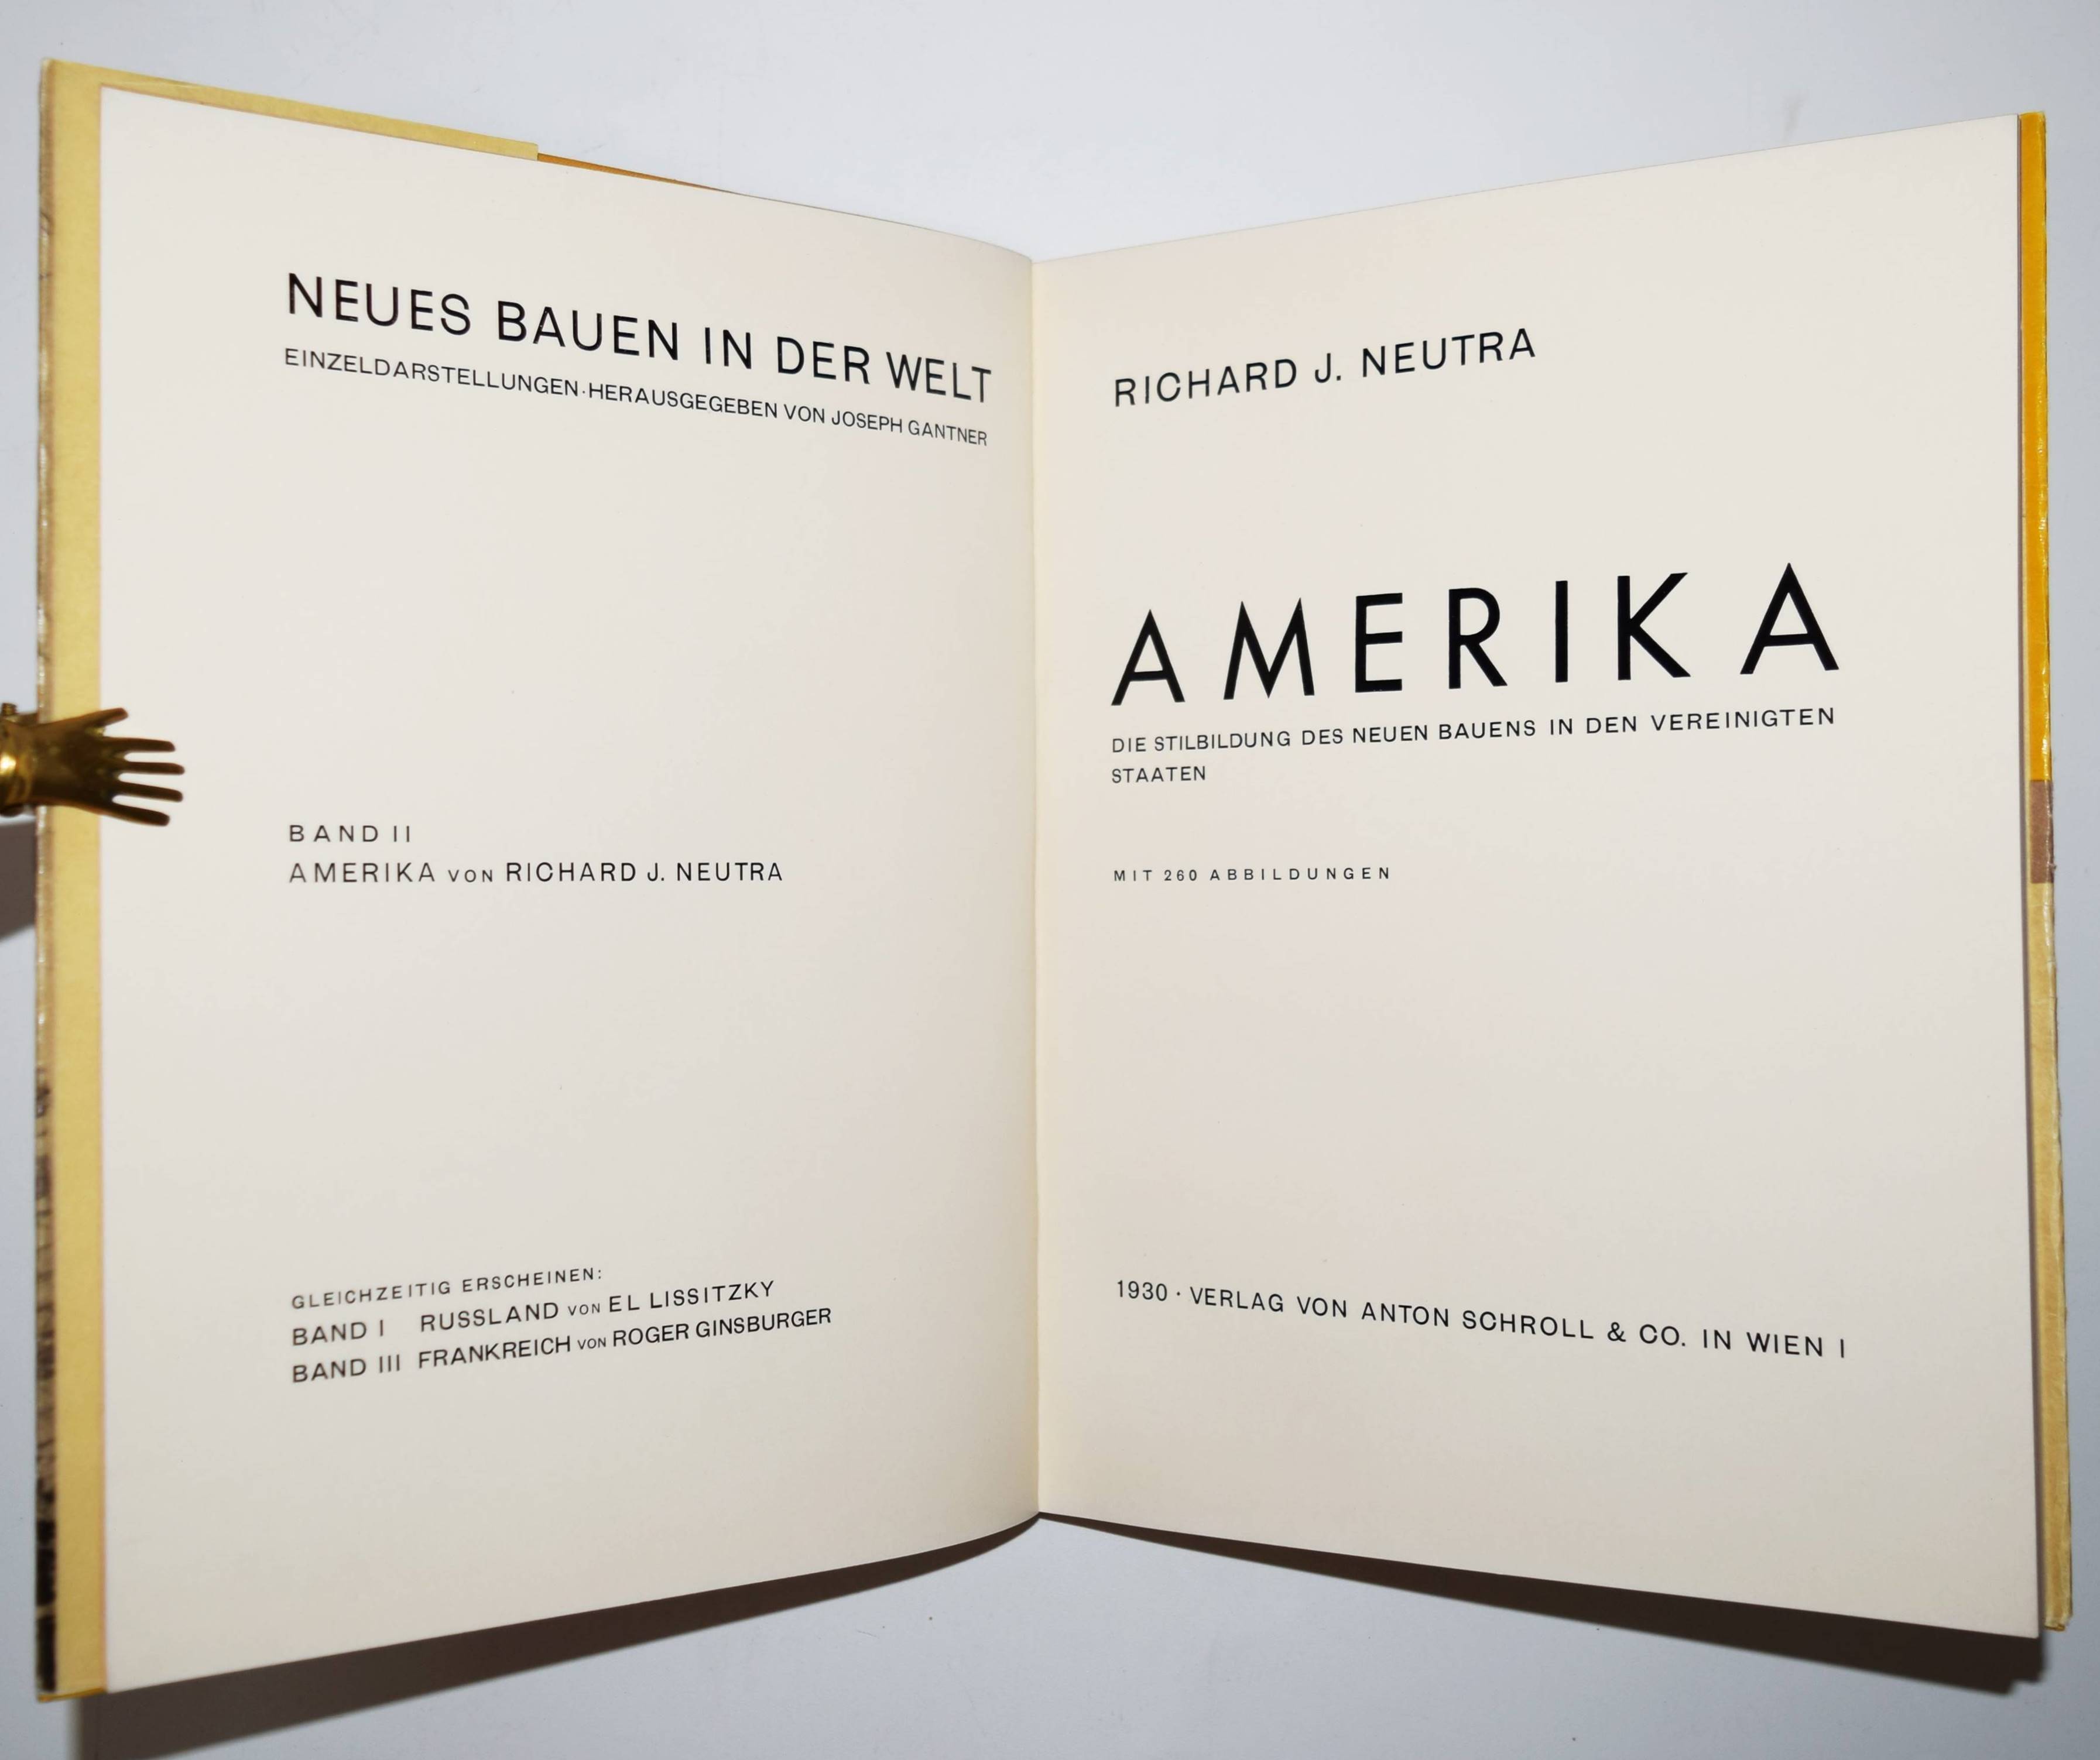 NEUES BAUEN IN DER WELT
EINZELDARSTELLUNGEN·HERAUSGEGEBEN VON JOSEPH GANTNER
BAND II
AMERIKA VON RICHARD J. NEUTRA
GLEICHZEITIG ERSCHEINEN:
BAND I RUSSLAND VON EL LISSITZKY
BAND III FRANKREICH VON ROGER GINSBURGER
RICHARD J. NEUTRA
AMERIKA
DIE STILBILDUNG DES NEUEN BAUENS IN DEN VEREINIGTEN
STAATEN
MIT 260 ABBILDUNGEN
1930 · VERLAG VON ANTON SCHROLL & CO. IN WIEN I